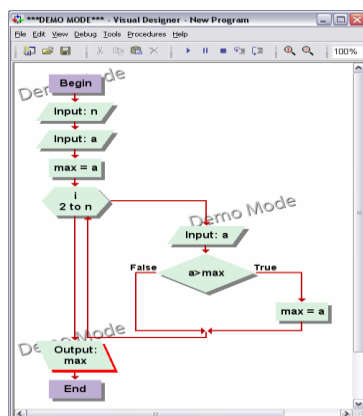 ***DEMO MODE*** - Visual Designer - New Program
File Edit View Debug Tools Procedures Help
100%
Demo Mode
Begin
Input: n
Input: a
max = a
i
2 to n
Demo Mode
Input: a
False
a>max
True
max = a
Demo Mode
Output:
max
End